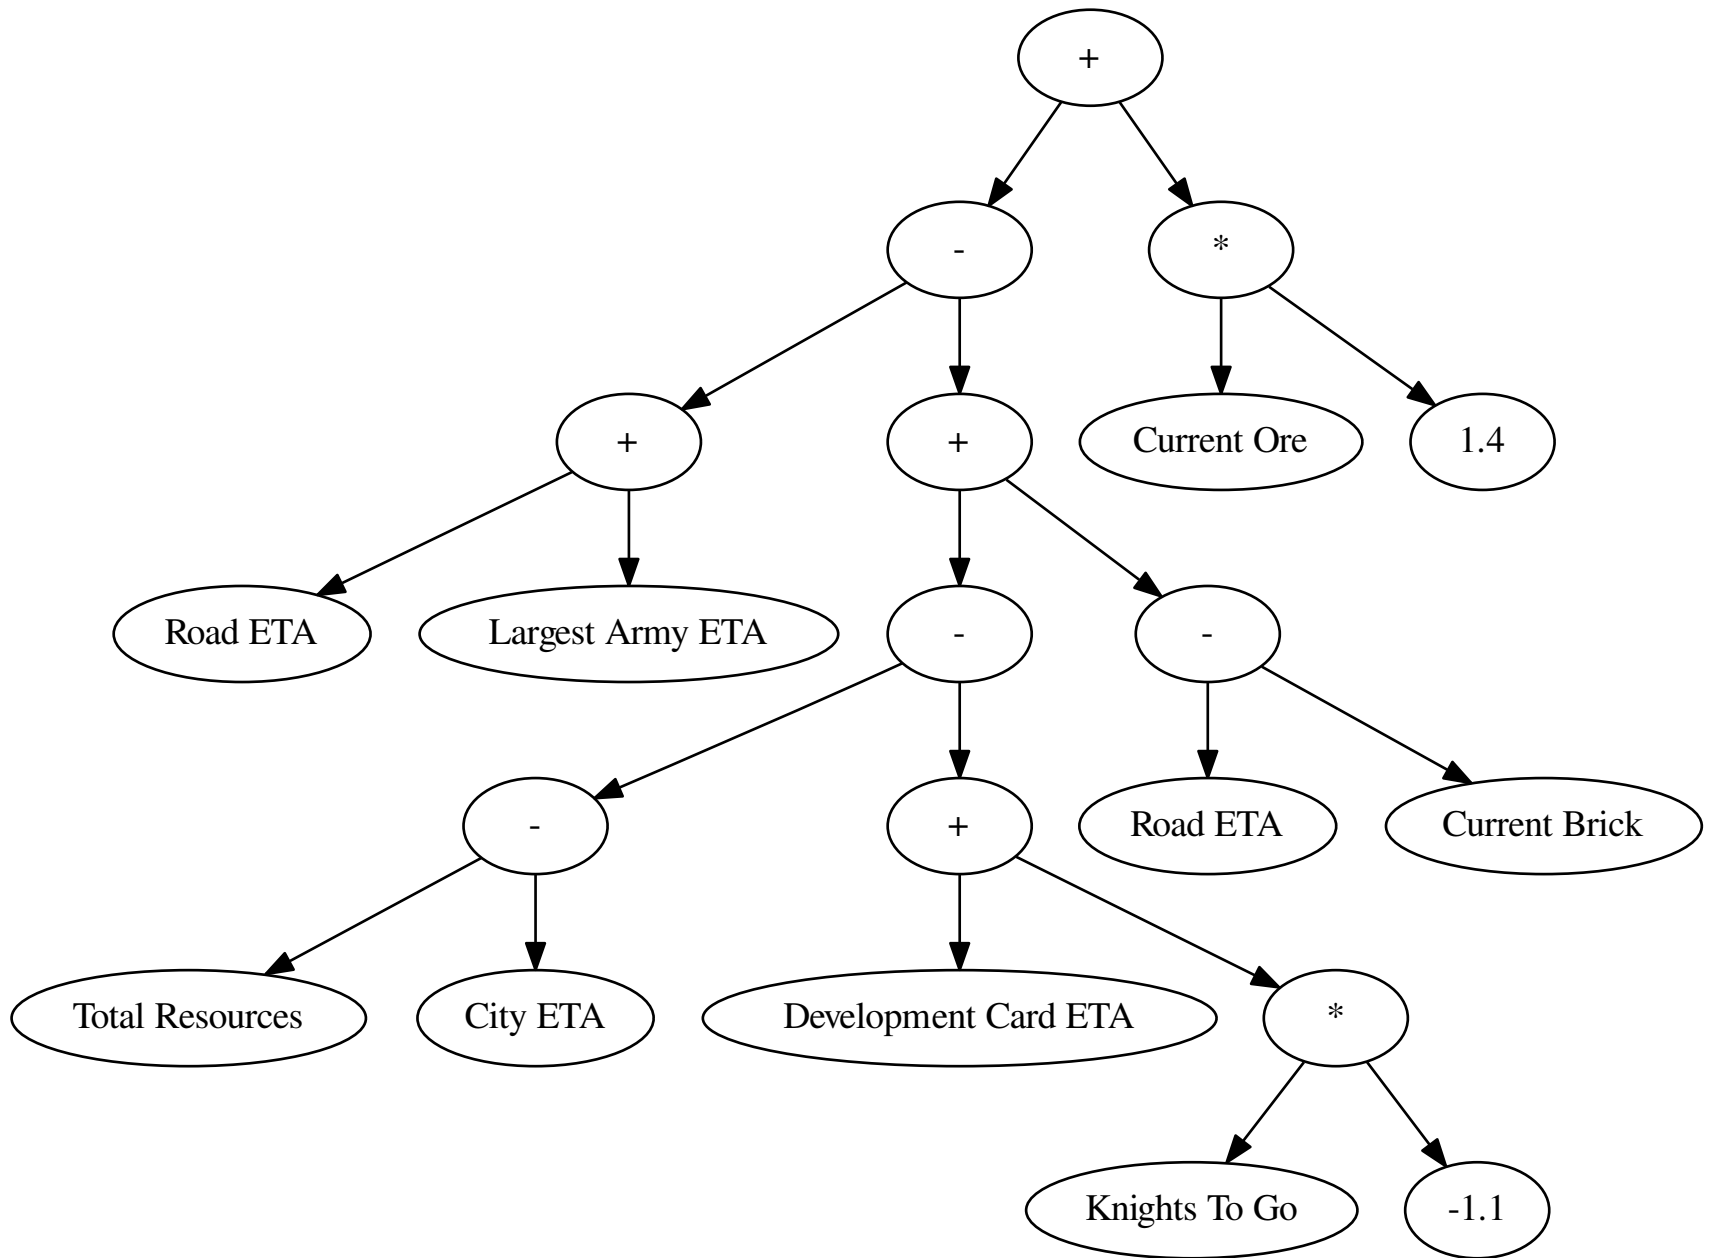 +
-
*
+
+
Current Ore
1.4
Road ETA
Largest Army ETA
-
-
-
+
Road ETA
Current Brick
Total Resources
City ETA
Development Card ETA
*
Knights To Go
-1.1